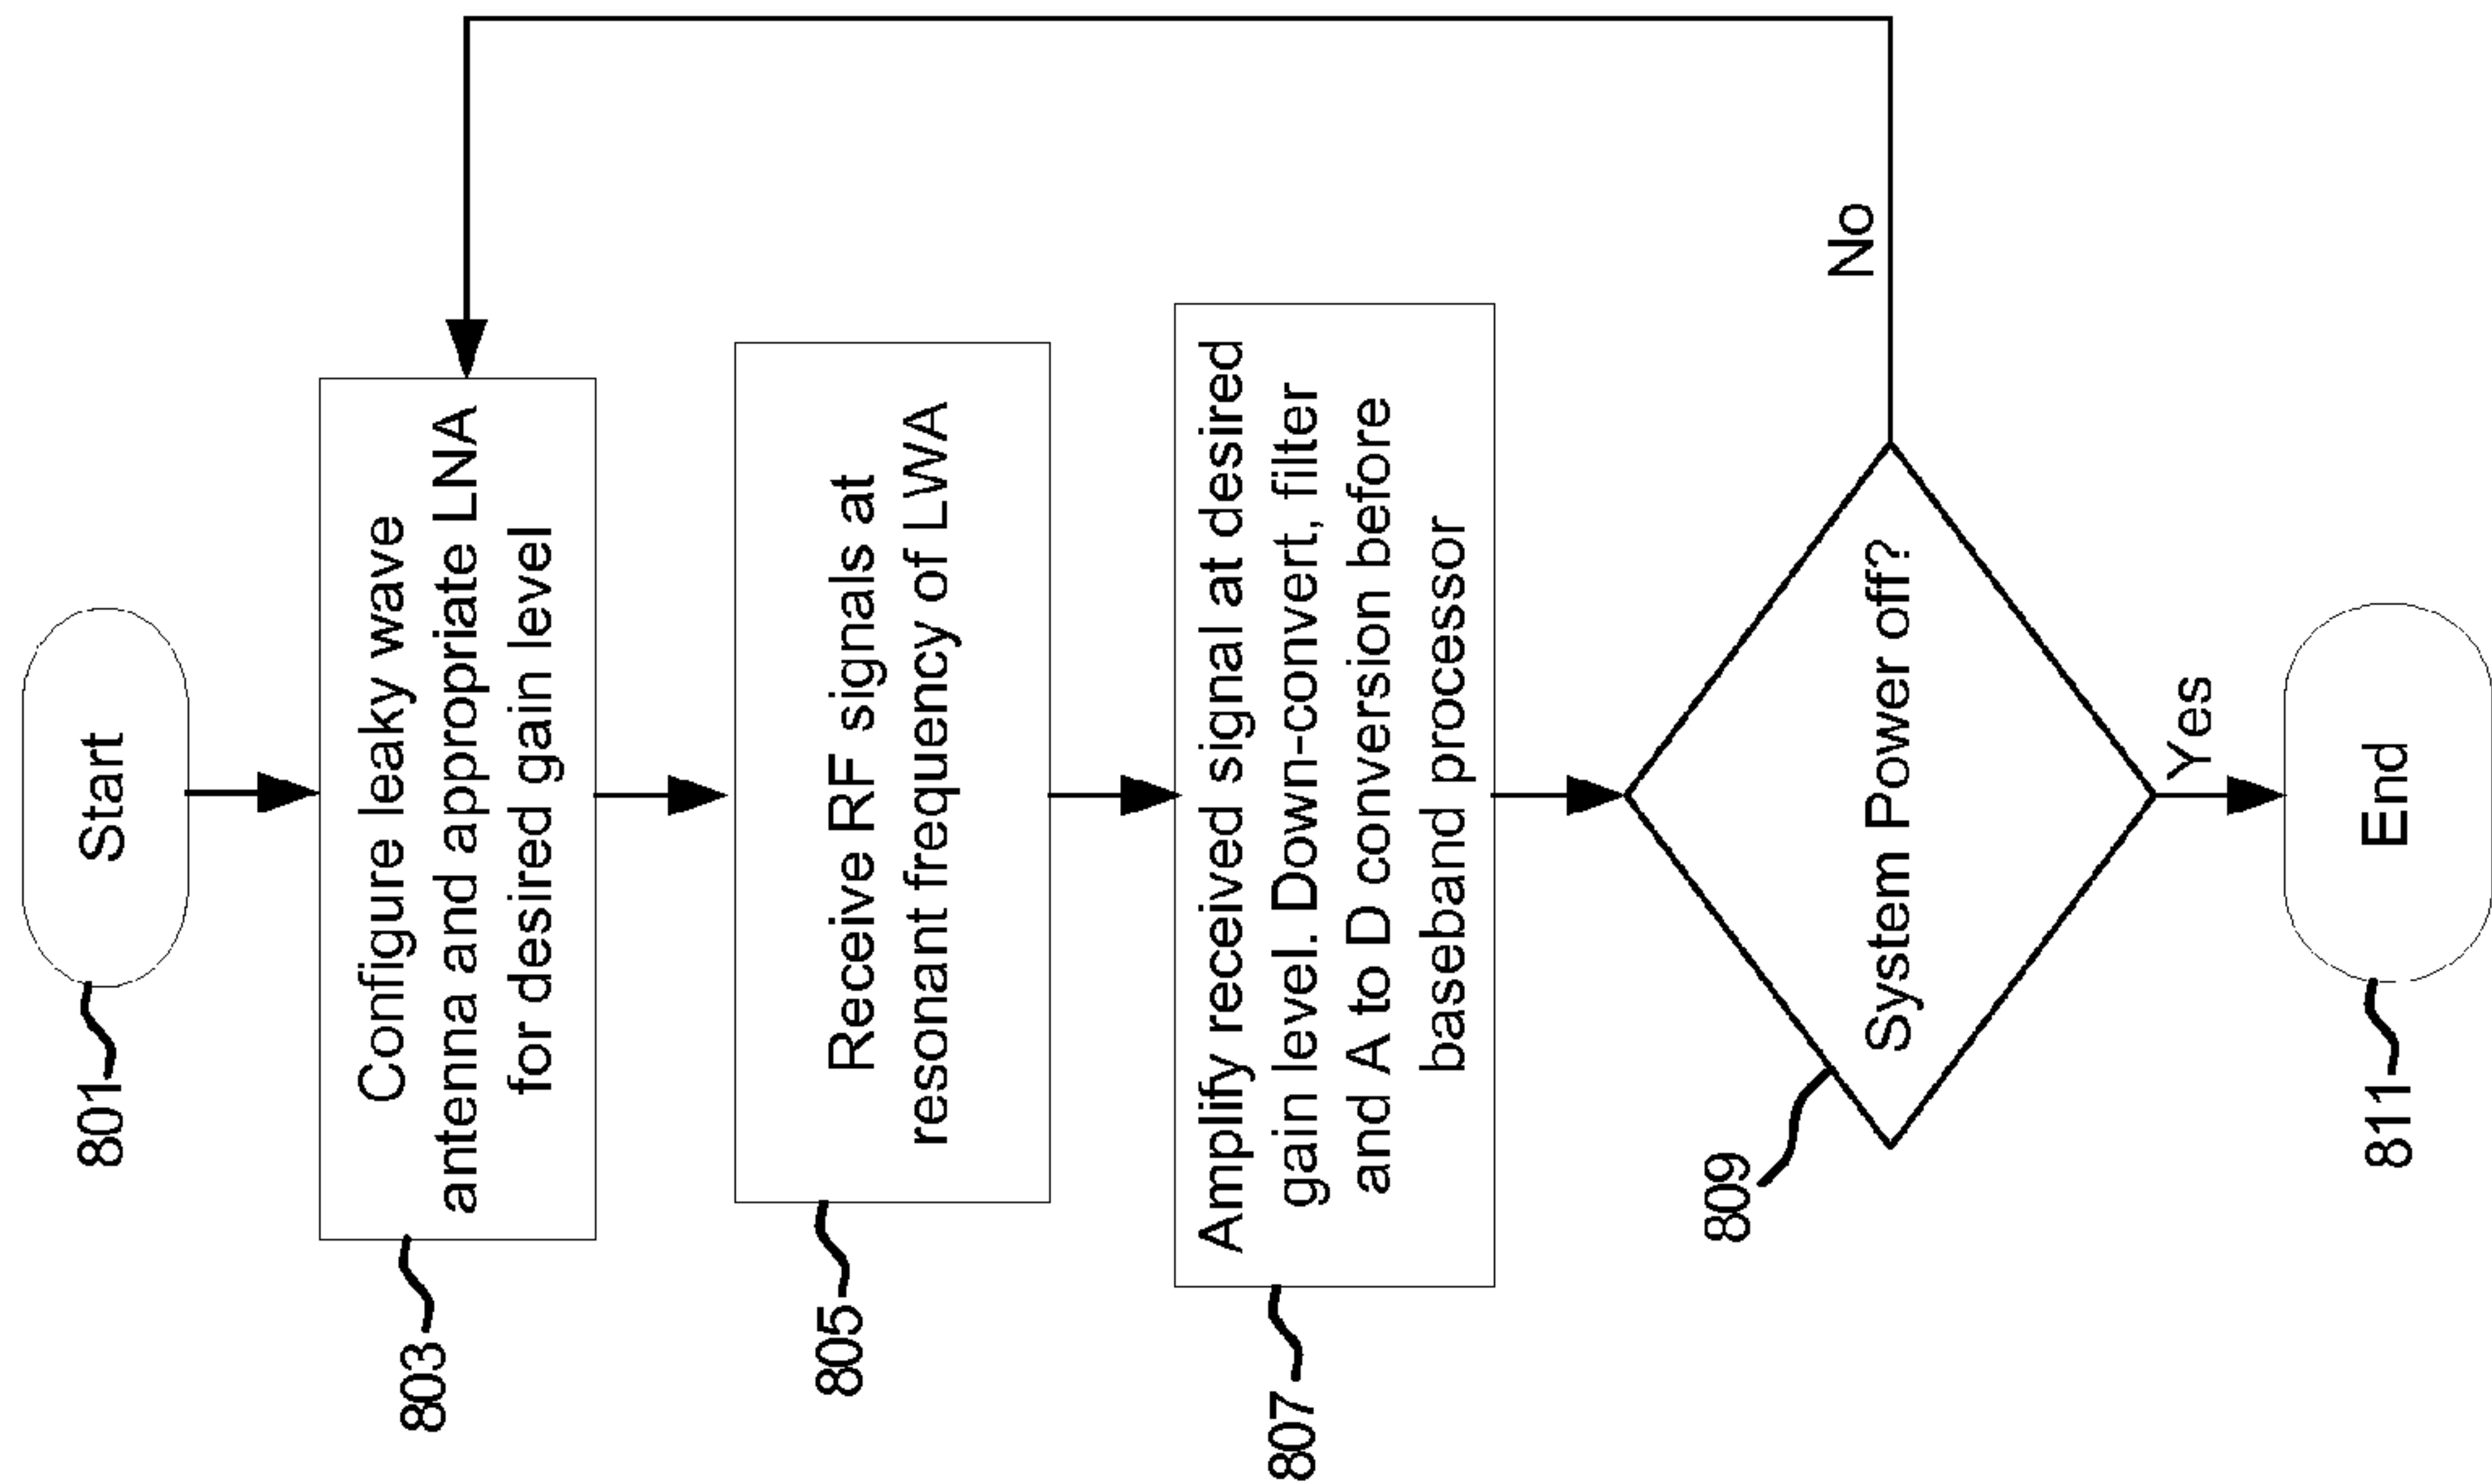 801
Start
803
Configure leaky wave
antenna and appropriate LNA
for desired gain level
805
Receive RF signals at
resonant frequency of LWA
807
Amplify received signal at desired
gain level. Down-convert, filter
and A to D conversion before
baseband processor
809
System Power off?
No
Yes
811
End